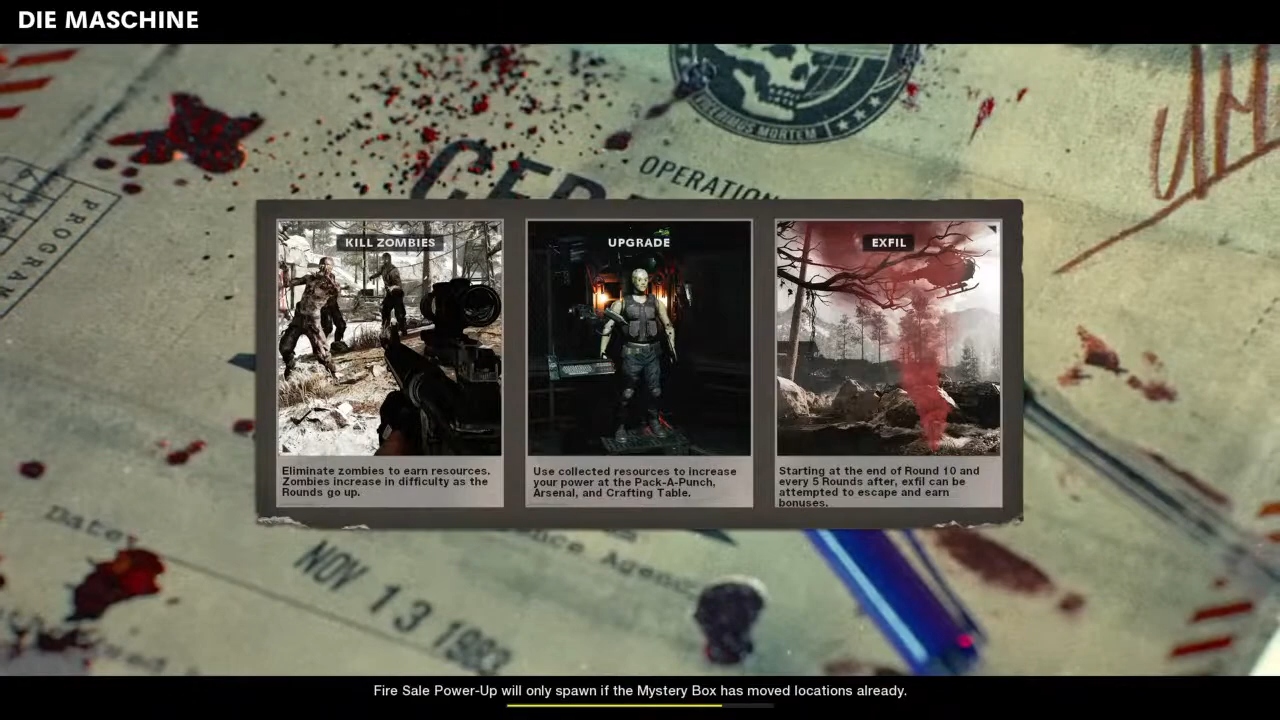 DIE MASCHINE
MORTEM
OPERATION
PROGRAM
KILL ZOMBIES
UPGRADE
EXFIL
Eliminate zombies to earn resources.
Zombies increase in difficulty as the
Rounds go up.
Use collected resources to increase
your power at the Pack-A-Punch,
Arsenal, and Crafting Table.
Starting at the end of Round 10 and
every 5 Rounds after, exfil can be
attempted to escape and earn
bonuses.
Date
NOV 13 1983
Fire Sale Power-Up will only spawn if the Mystery Box has moved locations already.